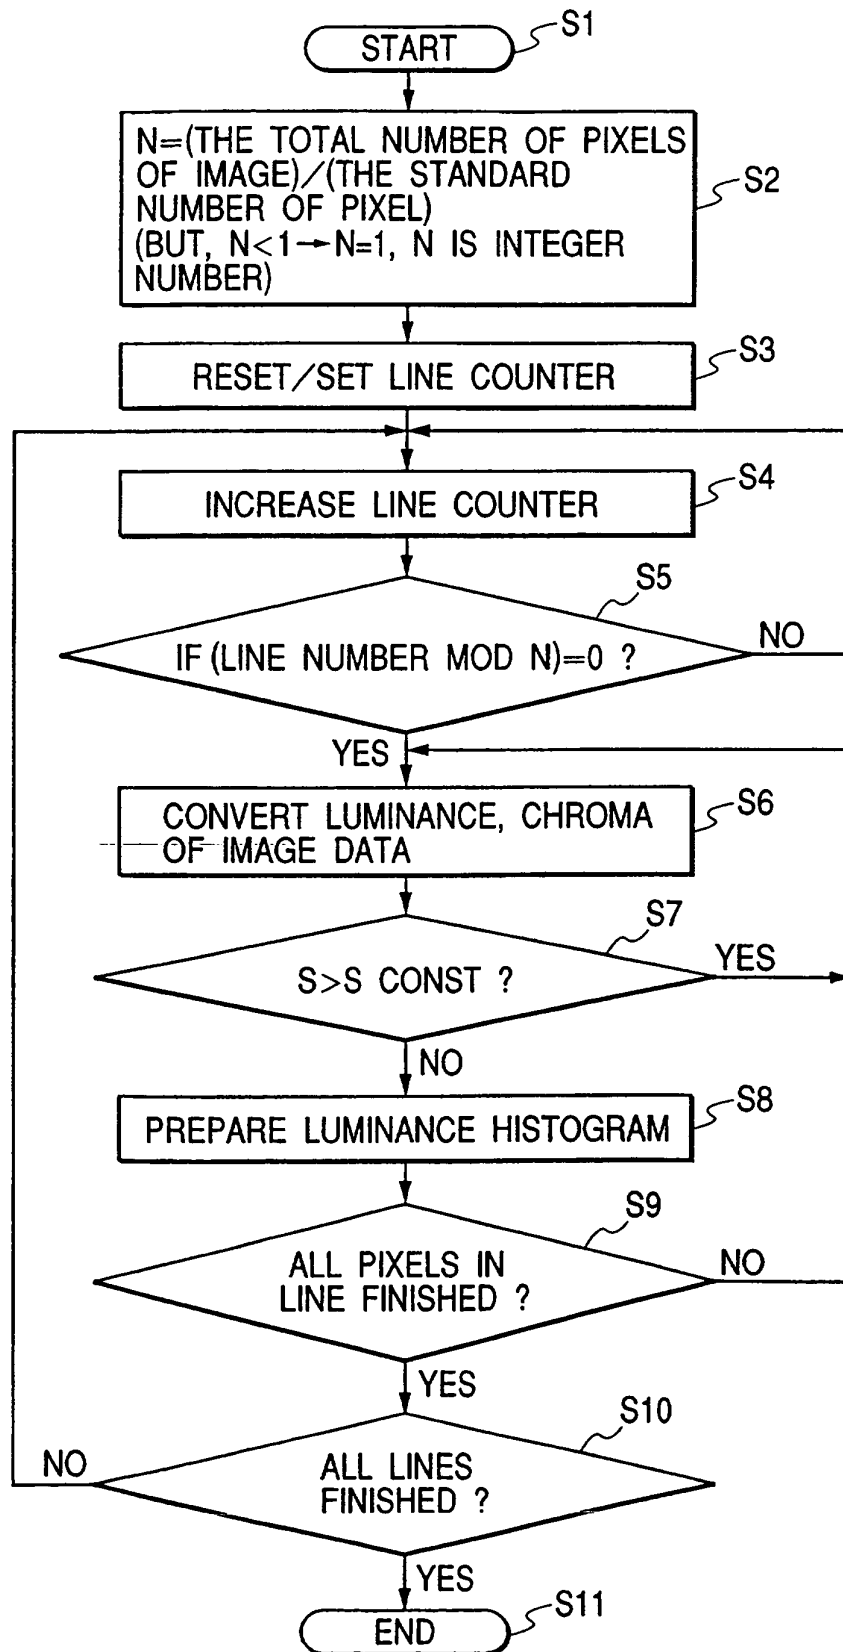 START
S1
N=(THE TOTAL NUMBER OF PIXELS
OF IMAGE)/(THE STANDARD
NUMBER OF PIXEL)
(BUT, N<1→N=1, N IS INTEGER
NUMBER)
S2
RESET/SET LINE COUNTER
S3
INCREASE LINE COUNTER
S4
IF (LINE NUMBER MOD N)=0 ?
S5
NO
YES
CONVERT LUMINANCE, CHROMA
OF IMAGE DATA
S6
S>S CONST ?
S7
YES
NO
PREPARE LUMINANCE HISTOGRAM
S8
ALL PIXELS IN
LINE FINISHED ?
S9
NO
YES
ALL LINES
FINISHED ?
S10
NO
YES
END
S11